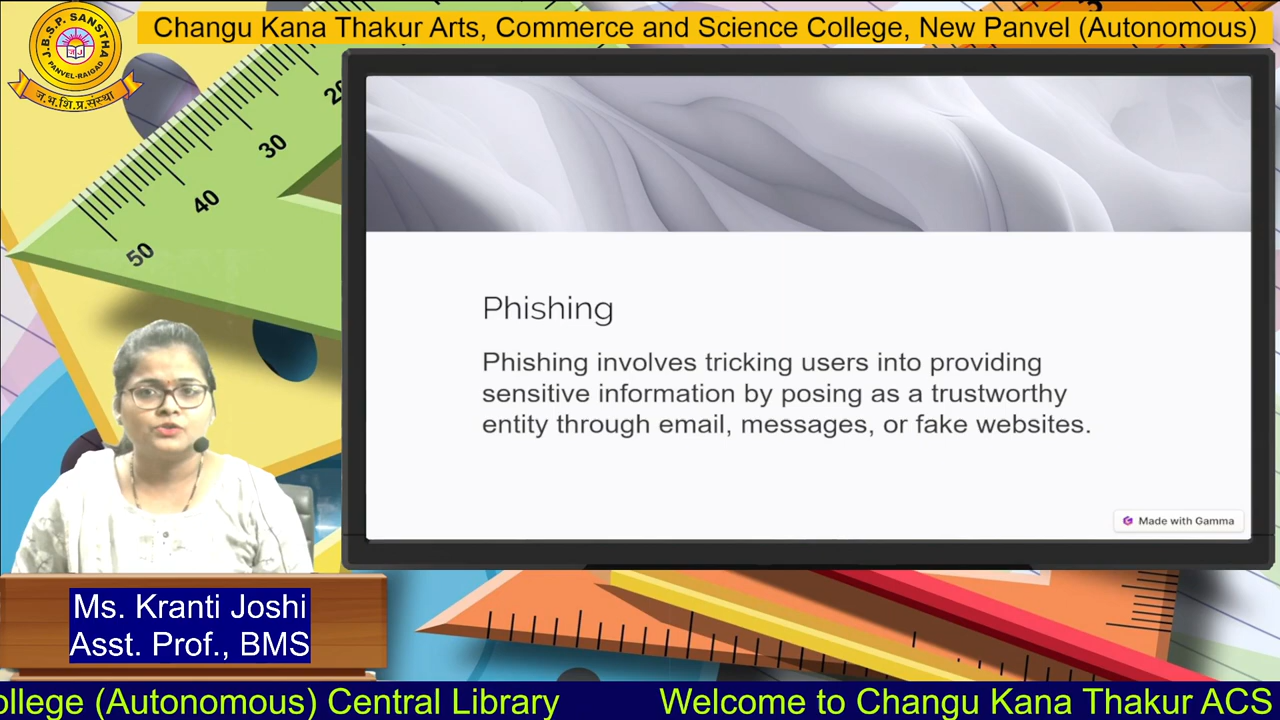 J.B.S.P. SANSTHA
PANVEL-RAIGAD
ज.भ.शि.प्र.संस्था
Changu Kana Thakur Arts, Commerce and Science College, New Panvel (Autonomous)
30
40
50
Phishing
Phishing involves tricking users into providing
sensitive information by posing as a trustworthy
entity through email, messages, or fake websites.
Made with Gamma
Ms. Kranti Joshi
Asst. Prof., BMS
ollege (Autonomous) Central Library Welcome to Changu Kana Thakur ACS